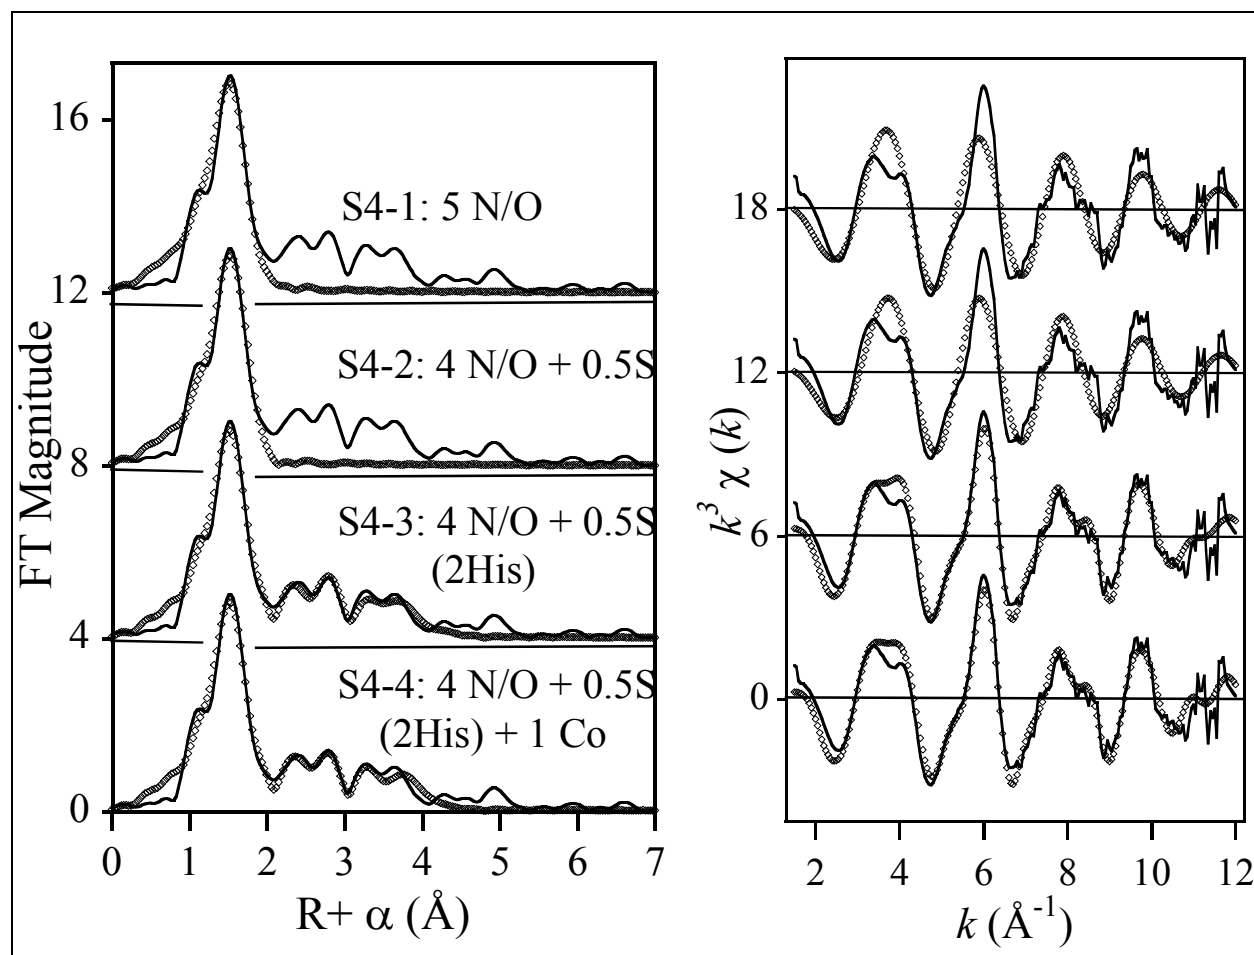 16
S4-1: 5 N/O
12
S4-2: 4 N/O + 0.5S
8
S4-3: 4 N/O + 0.5S
(2His)
4
S4-4: 4 N/O + 0.5S
(2His) + 1 Co
0
0 1 2 3 4 5 6 7
R+ α (Å)
FT Magnitude
18
12
6
0
2 4 6 8 10 12
k (Å⁻¹)
k³ χ (k)